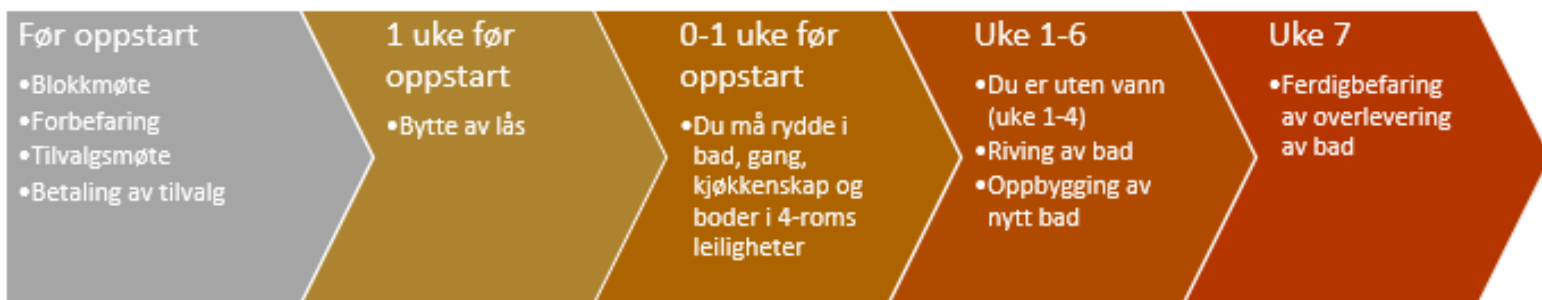 Før oppstart
•Blokkmøte
•Forbefaring
•Tilvalgsmøte
•Betaling av tilvalg
1 uke før
oppstart
•Bytte av lås
0-1 uke før
oppstart
•Du må rydde i
bad, gang,
kjøkkenskap og
boder i 4-roms
leiligheter
Uke 1-6
•Du er uten vann
(uke 1-4)
•Riving av bad
•Oppbygging av
nytt bad
Uke 7
•Ferdigbefaring
av overlevering
av bad